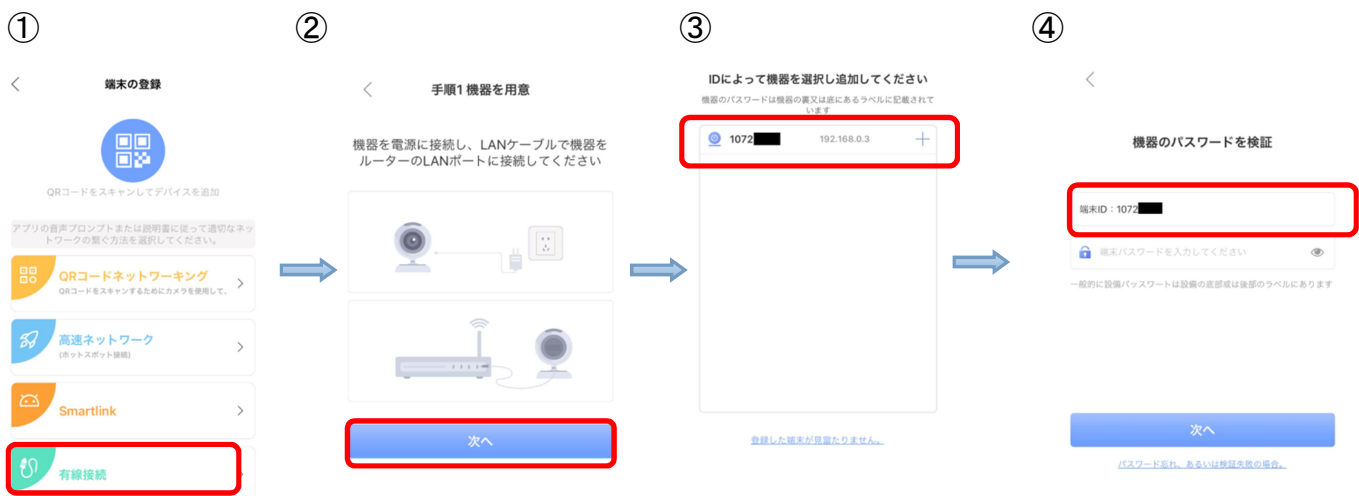 ①
端末の登録
QRコードをスキャンしてデバイスを追加
アプリの音声プロンプトまたは説明書に従って適切なネッ
トワークの繋ぐ方法を選択してください。
QRコードネットワーキング
QRコードをスキャンするためにカメラを使用して、
高速ネットワーク
(ホットスポット接続)
Smartlink
有線接続
②
手順1 機器を用意
機器を電源に接続し、LANケーブルで機器を
ルーターのLANポートに接続してください
次へ
③
IDによって機器を選択し追加してください
機器のパスワードは機器の裏又は底にあるラベルに記載されて
います
1072
192.168.0.3
登録した端末が見当たりません。
④
機器のパスワードを検証
端末ID：1072
端末パスワードを入力してください
一般的に設備パッスワートは設備の底部或は後部のラベルにあります
次へ
パスワード忘れ、あるいは検証失敗の場合。